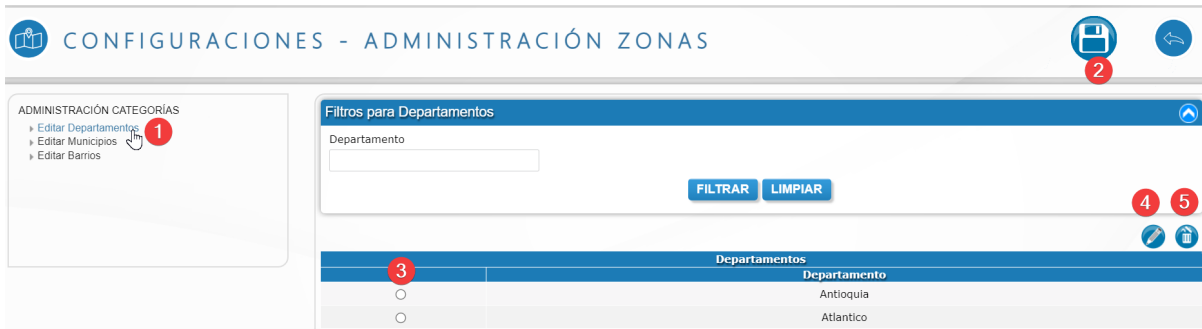 CONFIGURACIONES - ADMINISTRACIÓN ZONAS
2
ADMINISTRACIÓN CATEGORÍAS
Editar Departamentos
1
Editar Municipios
Editar Barrios
Filtros para Departamentos
Departamento
FILTRAR LIMPIAR
4 5
Departamentos
3 Departamento
Antioquia
Atlantico